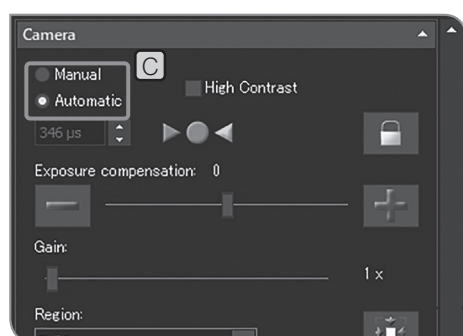 Camera
Manual
C
High Contrast
Automatic
346 µs
Exposure compensation: 0
Gain:
1 x
Region: